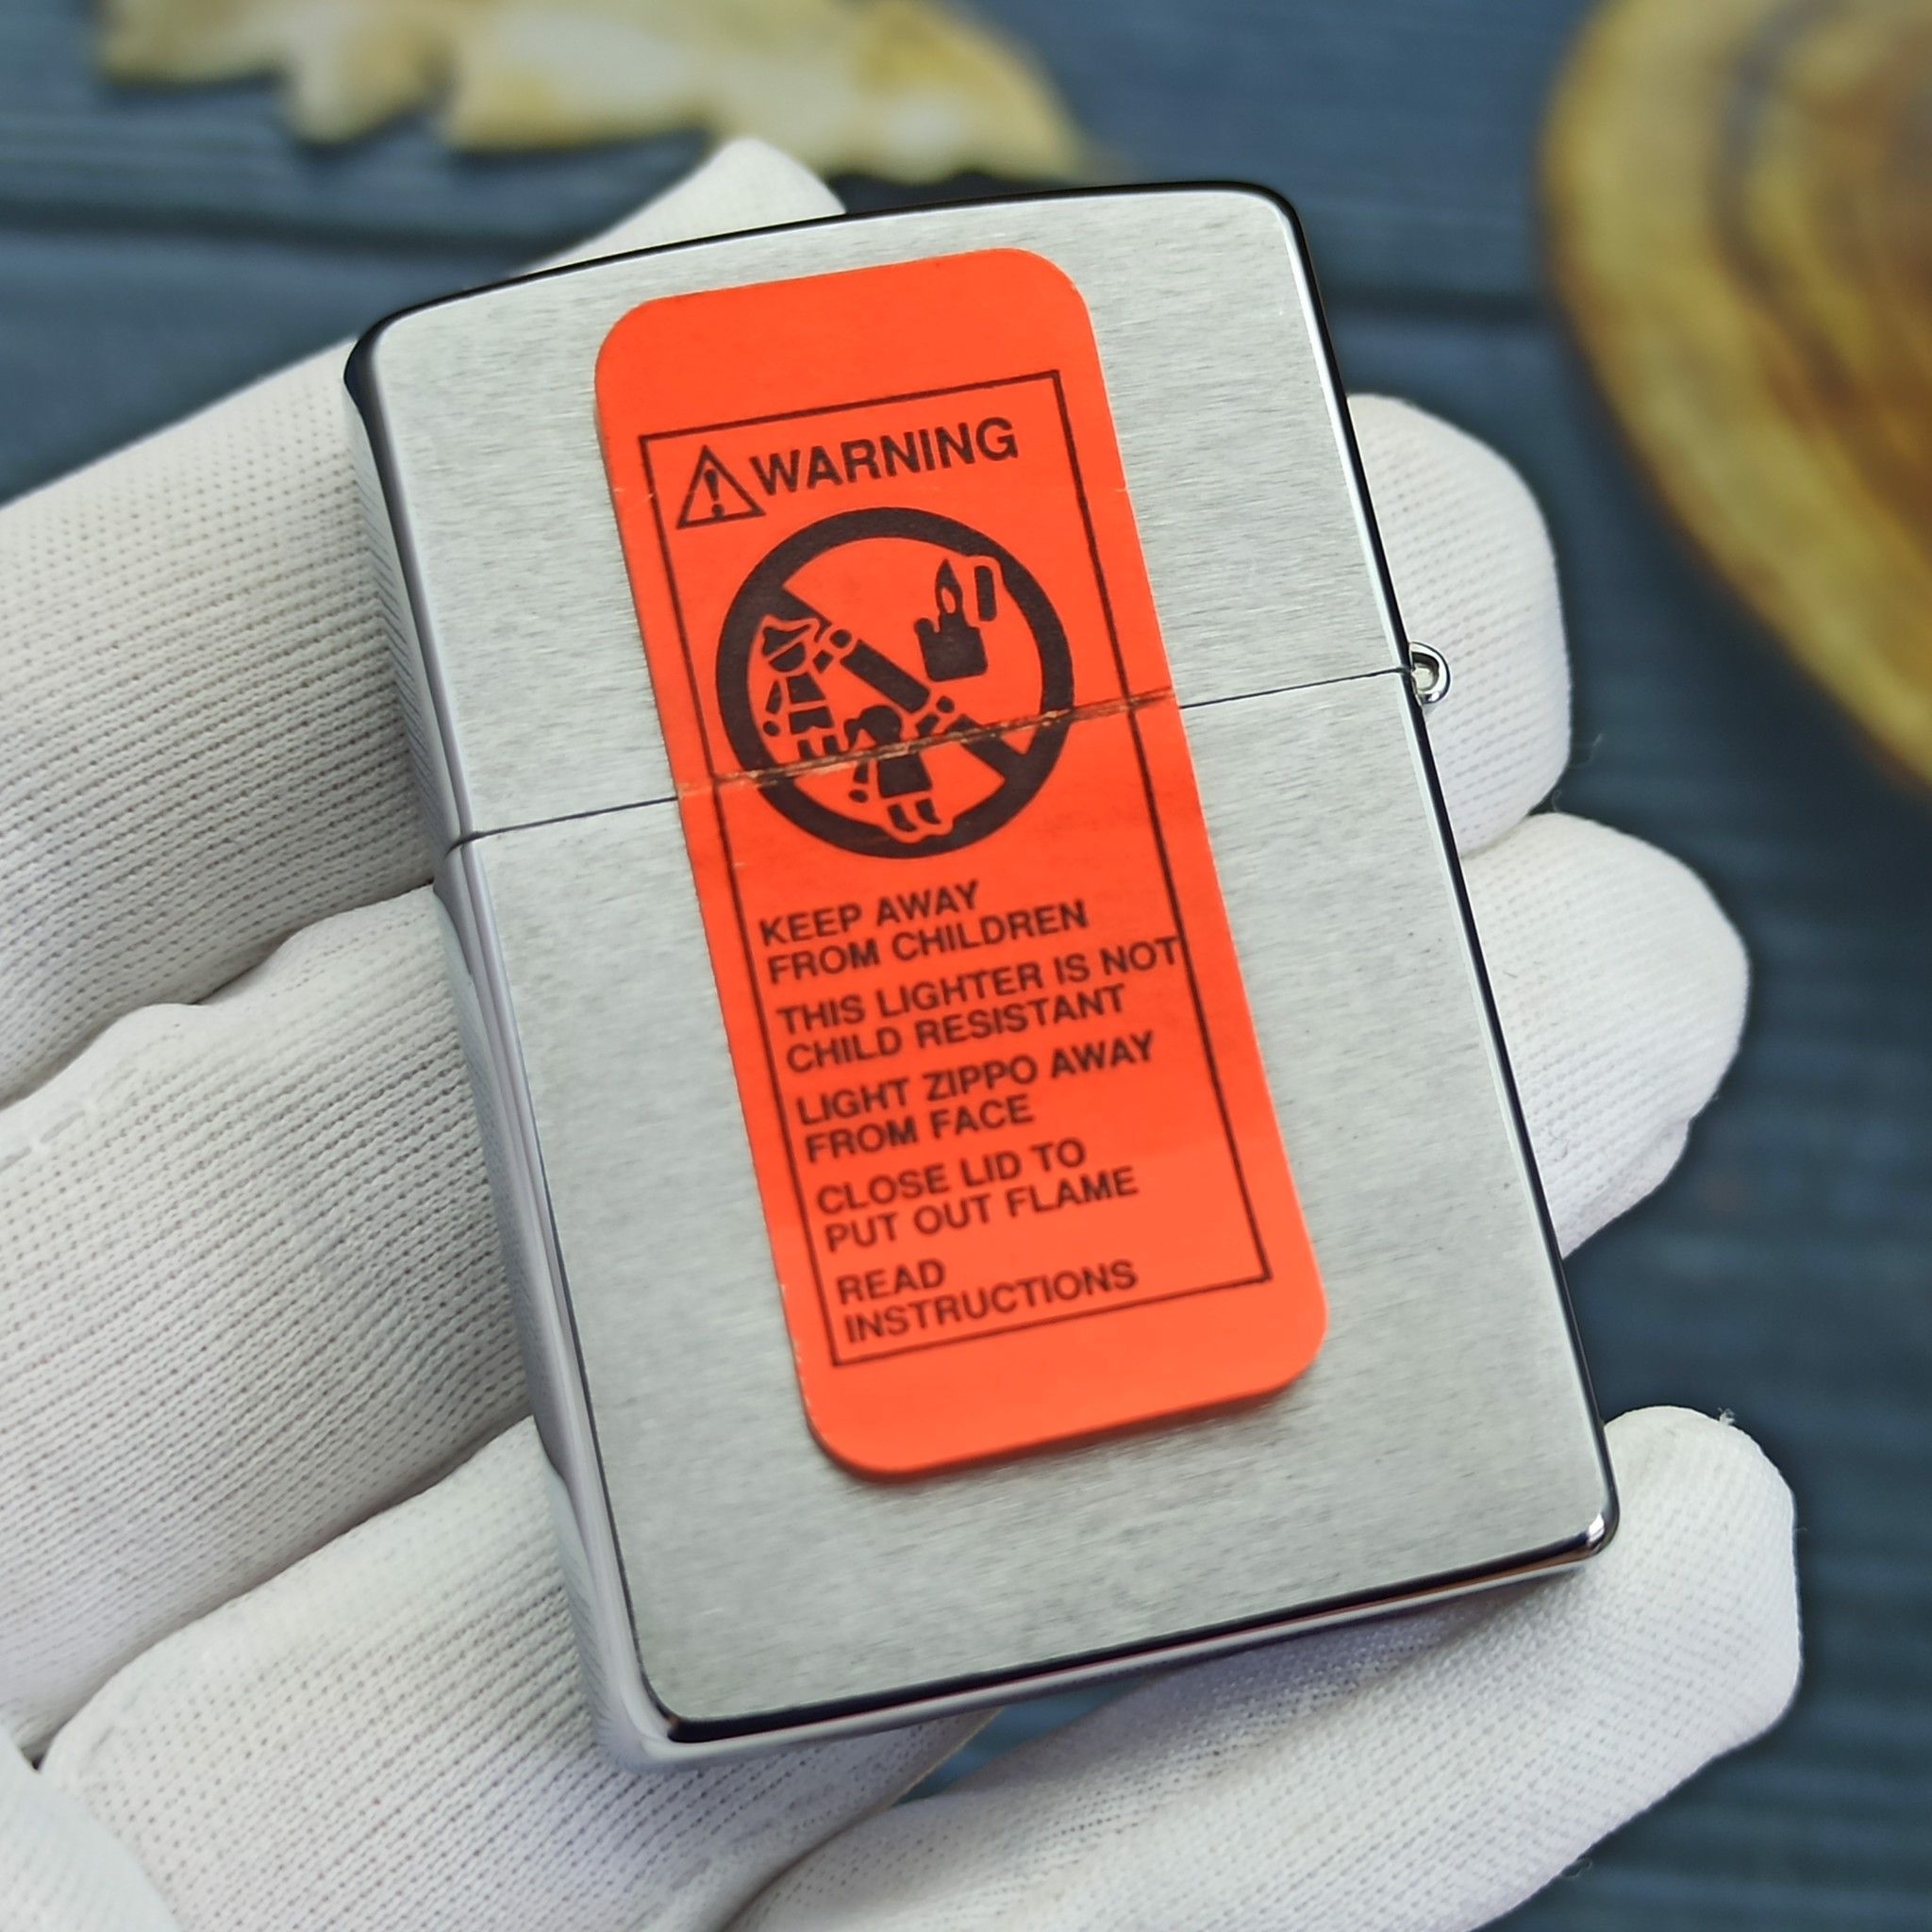 WARNING
KEEP AWAY
FROM CHILDREN
THIS LIGHTER IS NOT
CHILD RESISTANT
LIGHT ZIPPO AWAY
FROM FACE
CLOSE LID TO
PUT OUT FLAME
READ
INSTRUCTIONS